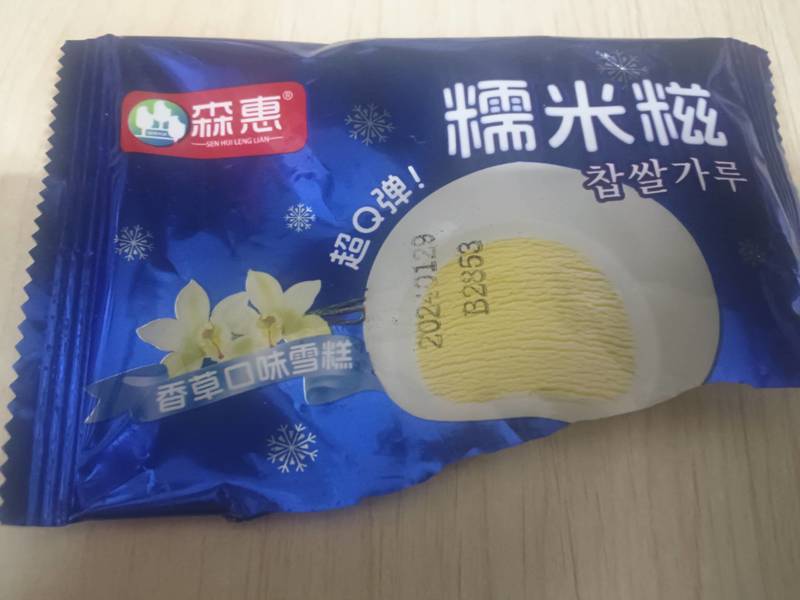 森惠®
SEN HUI LENG LIAN
糯米糍
찹쌀가루
超Q弹!
20240129
B2863
香草口味雪糕